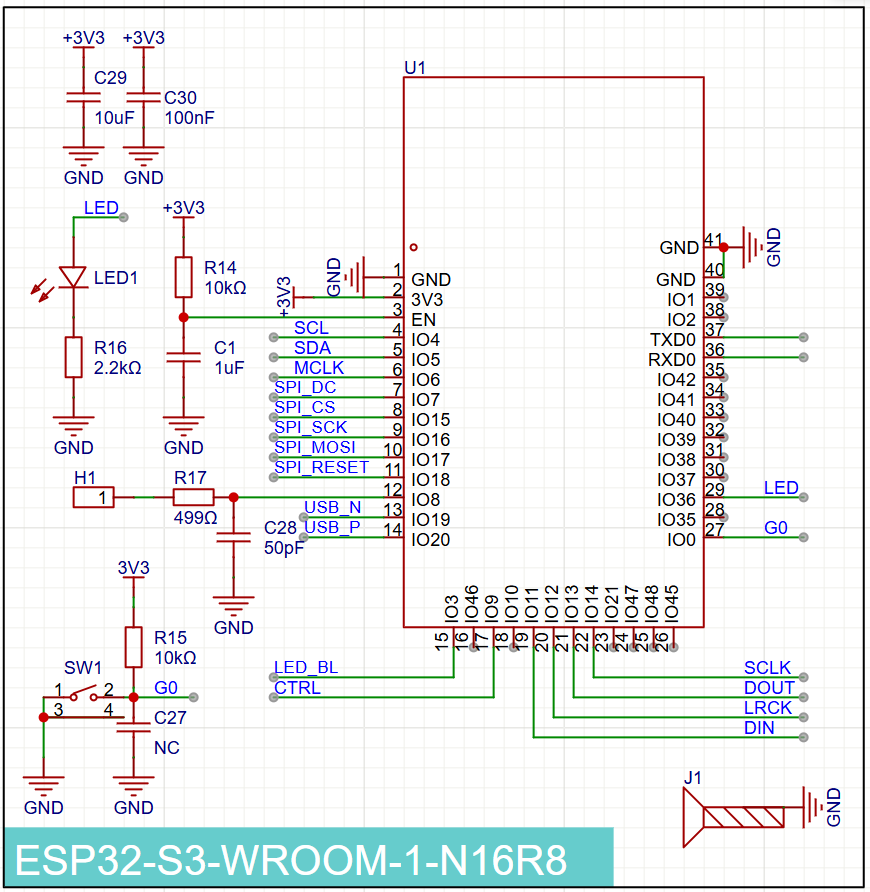 +3V3 +3V3
C29
10uF
C30
100nF
GND GND
LED
LED1
R16
2.2kΩ
GND
+3V3
R14
10kΩ
C1
1uF
GND
U1
GND
+3V3
1 GND
2 3V3
3 EN
SCL 4 IO4
SDA 5 IO5
MCLK 6 IO6
SPI_DC 7 IO7
SPI_CS 8 IO15
SPI_SCK 9 IO16
SPI_MOSI 10 IO17
SPI_RESET 11 IO18
12 IO8
USB_N 13 IO19
USB_P 14 IO20
H1
1
R17
499Ω
C28
50pF
GND
GND 41
GND
GND 40
IO1 39
IO2 38
TXD0 37
RXD0 36
IO42 35
IO41 34
IO40 33
IO39 32
IO38 31
IO37 30
IO36 29 LED
IO35 28
IO0 27 G0
IO3 IO46 IO9 IO10 IO11 IO12 IO13 IO14 IO21 IO47 IO48 IO45
15 16 17 18 19 20 21 22 23 24 25 26
LED_BL
CTRL
SCLK
DOUT
LRCK
DIN
3V3
R15
10kΩ
SW1
1 2
3 4
G0
C27
NC
GND GND
J1
GND
ESP32-S3-WROOM-1-N16R8